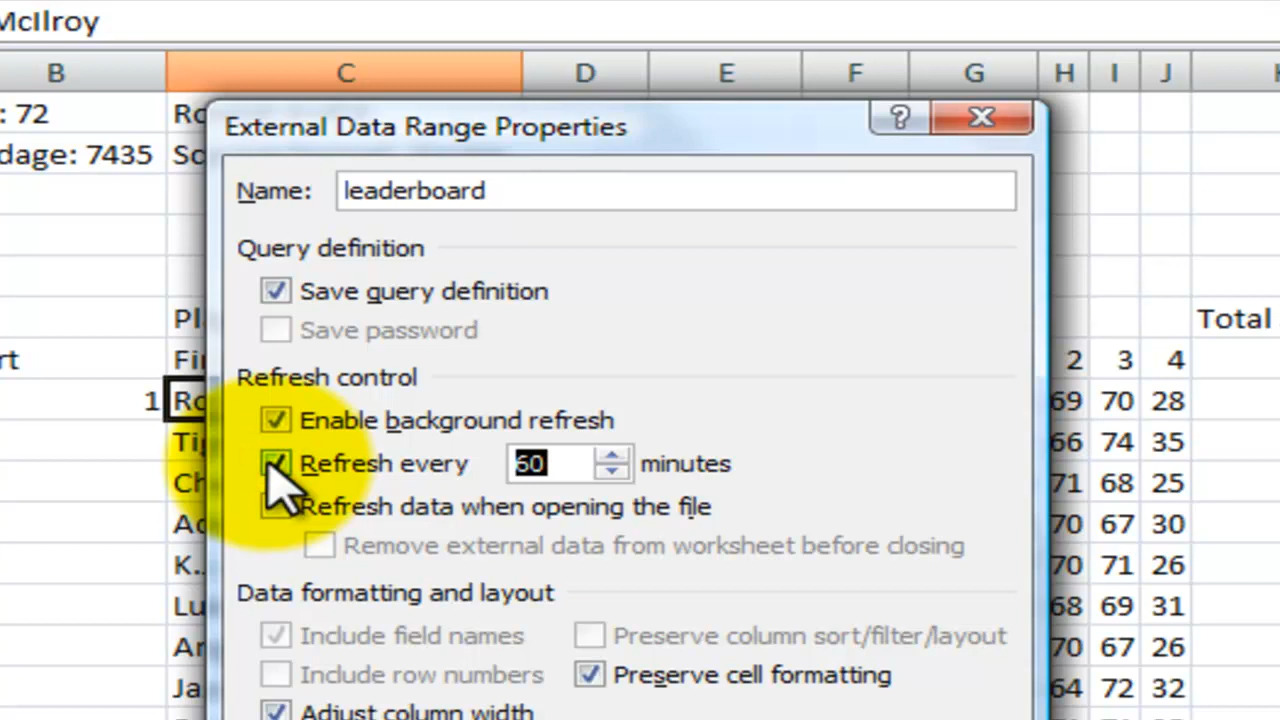 McIlroy
B C D E F G H I J
: 72
External Data Range Properties
dage: 7435
Name: leaderboard
Query definition
Save query definition
Total
Save password
rt 2 3 4
Refresh control
1 69 70 28
Enable background refresh
66 74 35
Refresh every 60 minutes
71 68 25
Refresh data when opening the file
70 67 30
Remove external data from worksheet before closing
K. 70 71 26
Data formatting and layout
68 69 31
Include field names Preserve column sort/filter/layout
70 67 26
Include row numbers Preserve cell formatting
64 72 32
Adjust column width